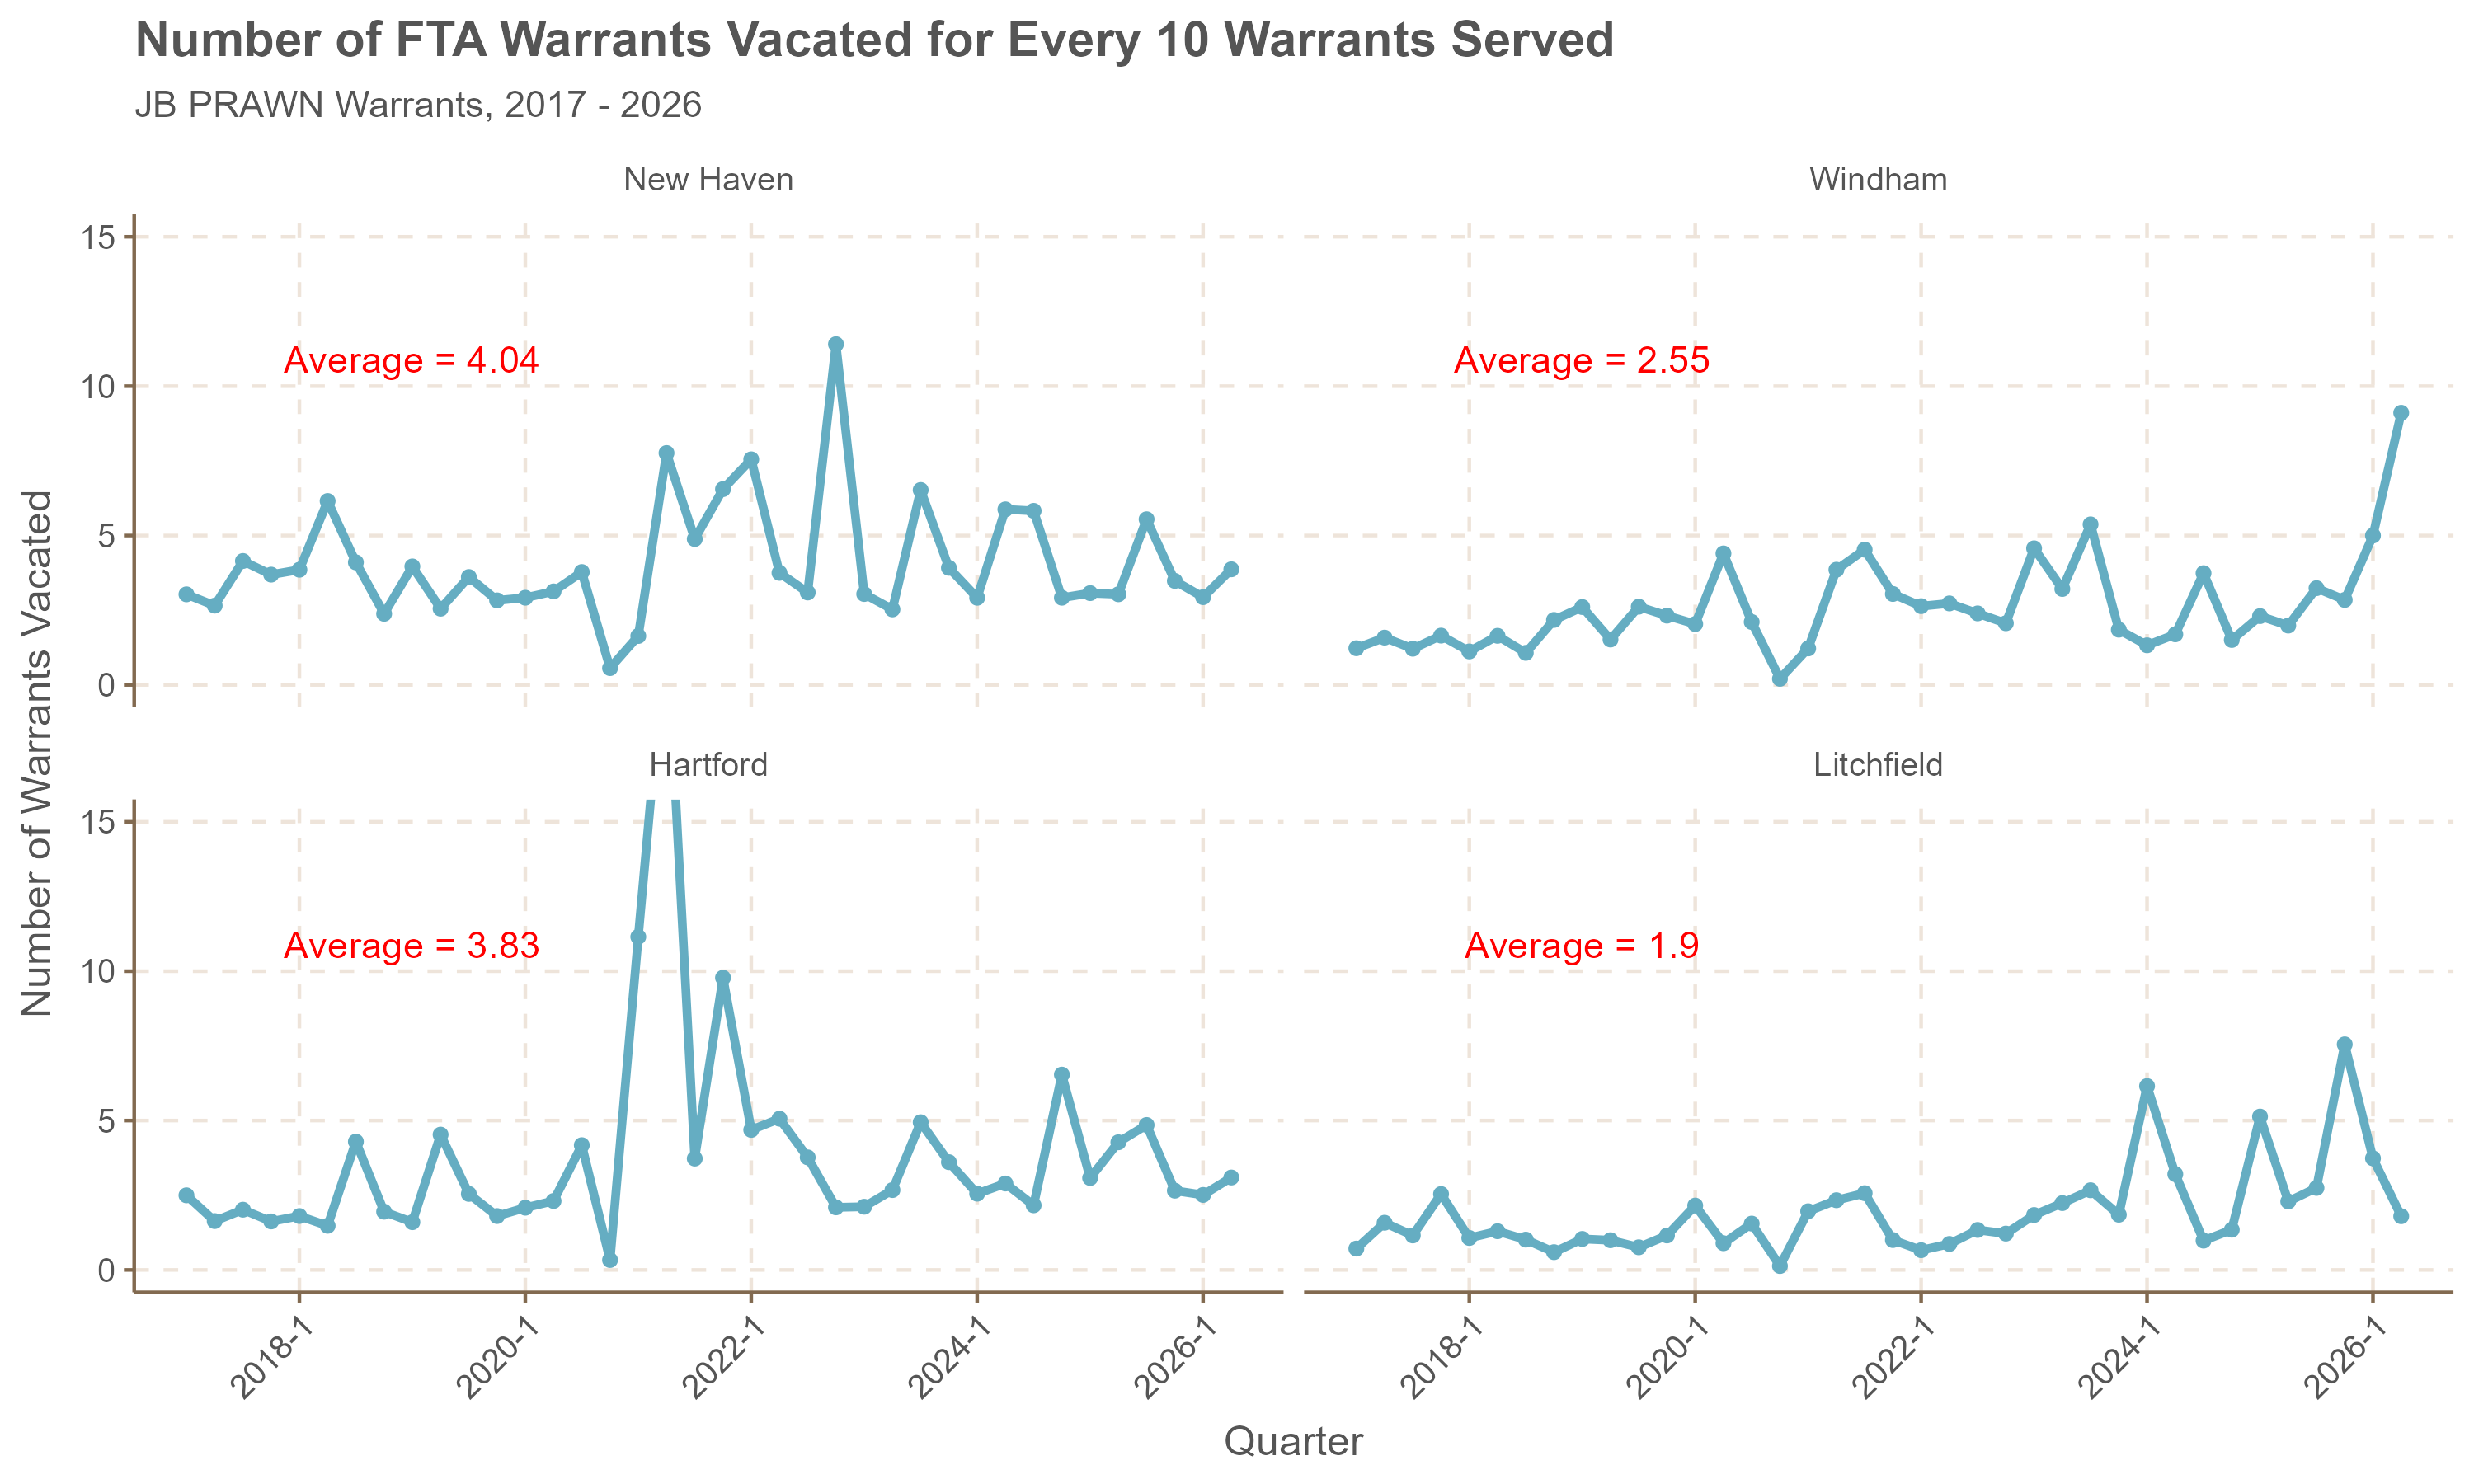 Number of FTA Warrants Vacated for Every 10 Warrants Served
JB PRAWN Warrants, 2017 - 2026
New Haven
Windham
15
10
5
0
Average = 4.04
Average = 2.55
Number of Warrants Vacated
Hartford
Litchfield
15
10
5
0
Average = 3.83
Average = 1.9
2018-1
2020-1
2022-1
2024-1
2026-1
2018-1
2020-1
2022-1
2024-1
2026-1
Quarter